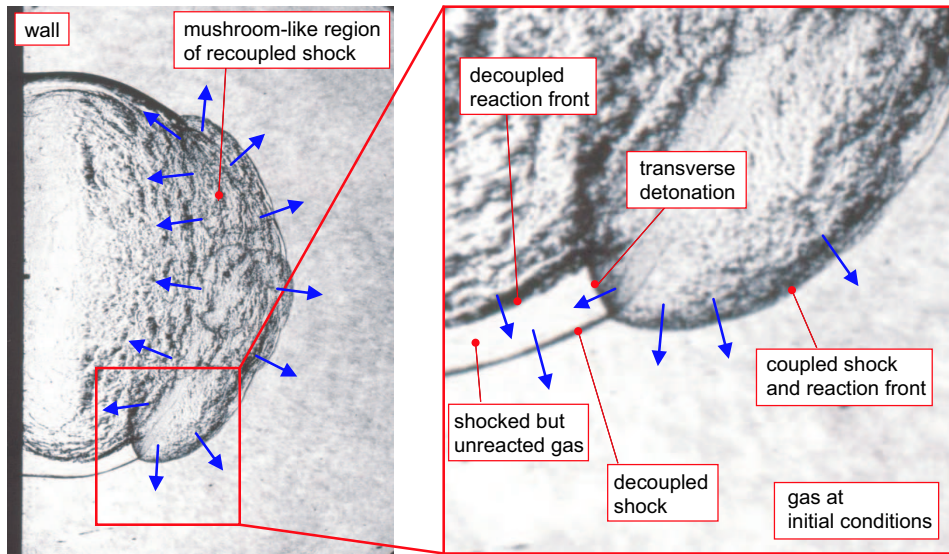 wall
mushroom-like region
of recoupled shock
decoupled
reaction front
transverse
detonation
coupled shock
and reaction front
shocked but
unreacted gas
decoupled
shock
gas at
initial conditions